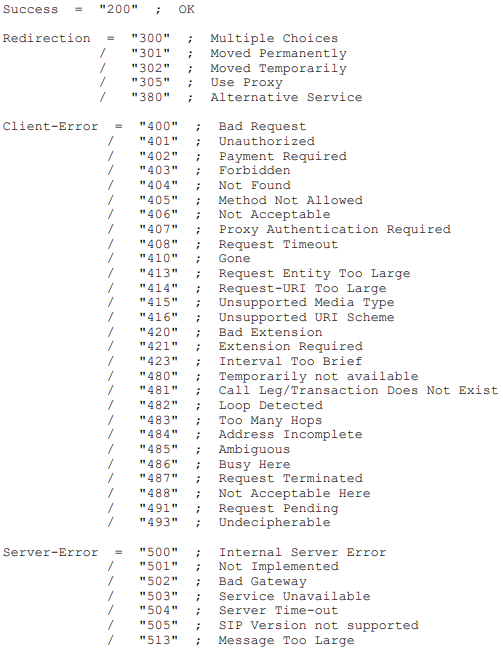 Success = "200" ; OK
Redirection = "300" ; Multiple Choices
/ "301" ; Moved Permanently
/ "302" ; Moved Temporarily
/ "305" ; Use Proxy
/ "380" ; Alternative Service
Client-Error = "400" ; Bad Request
/ "401" ; Unauthorized
/ "402" ; Payment Required
/ "403" ; Forbidden
/ "404" ; Not Found
/ "405" ; Method Not Allowed
/ "406" ; Not Acceptable
/ "407" ; Proxy Authentication Required
/ "408" ; Request Timeout
/ "410" ; Gone
/ "413" ; Request Entity Too Large
/ "414" ; Request-URI Too Large
/ "415" ; Unsupported Media Type
/ "416" ; Unsupported URI Scheme
/ "420" ; Bad Extension
/ "421" ; Extension Required
/ "423" ; Interval Too Brief
/ "480" ; Temporarily not available
/ "481" ; Call Leg/Transaction Does Not Exist
/ "482" ; Loop Detected
/ "483" ; Too Many Hops
/ "484" ; Address Incomplete
/ "485" ; Ambiguous
/ "486" ; Busy Here
/ "487" ; Request Terminated
/ "488" ; Not Acceptable Here
/ "491" ; Request Pending
/ "493" ; Undecipherable
Server-Error = "500" ; Internal Server Error
/ "501" ; Not Implemented
/ "502" ; Bad Gateway
/ "503" ; Service Unavailable
/ "504" ; Server Time-out
/ "505" ; SIP Version not supported
/ "513" ; Message Too Large